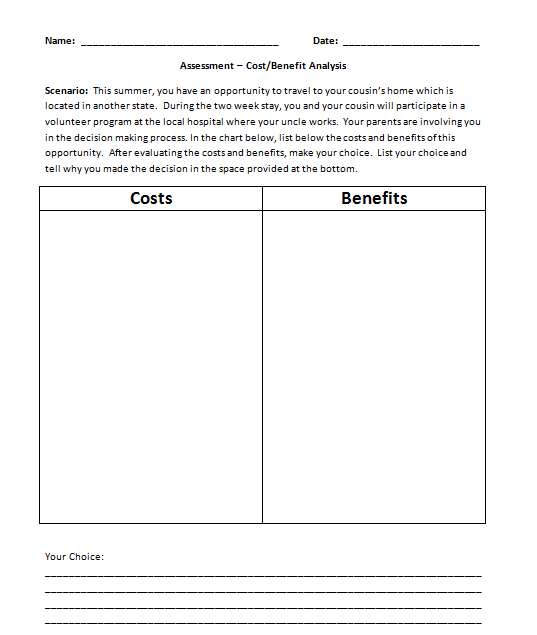 Name: _________________________________ Date: _______________________
Assessment – Cost/Benefit Analysis
Scenario: This summer, you have an opportunity to travel to your cousin's home which is
located in another state. During the two week stay, you and your cousin will participate in a
volunteer program at the local hospital where your uncle works. Your parents are involving you
in the decision making process. In the chart below, list below the costs and benefits of this
opportunity. After evaluating the costs and benefits, make your choice. List your choice and
tell why you made the decision in the space provided at the bottom.
Costs Benefits
Your Choice: